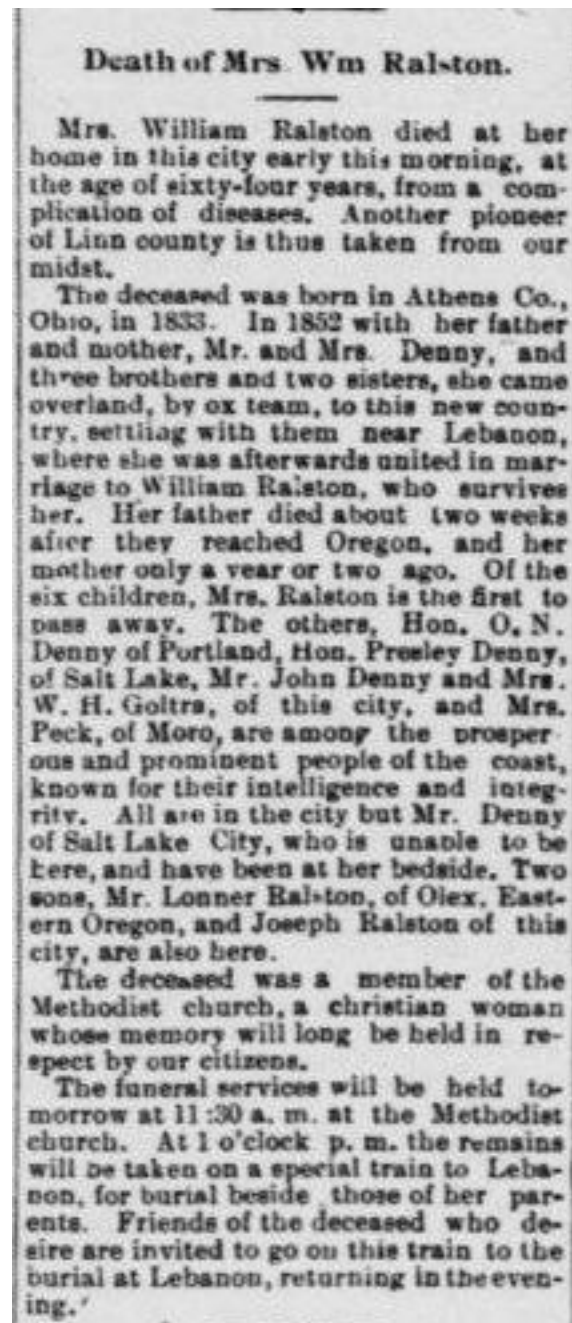 Death of Mrs Wm Ralston.
Mrs. William Ralston died at her
home in this city early this morning, at
the age of sixty-four years, from a com-
plication of diseases. Another pioneer
of Linn county is thus taken from our
midst.
The deceased was born in Athens Co.,
Ohio, in 1833. In 1852 with her father
and mother, Mr. and Mrs. Denny, and
three brothers and two sisters, she came
overland, by ox team, to this new coun-
try, settling with them near Lebanon,
where she was afterwards united in mar-
riage to William Ralston, who survives
her. Her father died about two weeks
after they reached Oregon, and her
mother only a year or two ago. Of the
six children, Mrs. Ralston is the first to
pass away. The others, Hon. O. N.
Denny of Portland, Hon. Presley Denny,
of Salt Lake, Mr. John Denny and Mrs.
W. H. Goltra, of this city, and Mrs.
Peck, of Moro, are among the prosper
ous and prominent people of the coast,
known for their intelligence and integ-
rity. All are in the city but Mr. Denny
of Salt Lake City, who is unable to be
here, and have been at her bedside. Two
sons, Mr. Lonner Ralston, of Olex, East-
ern Oregon, and Joseph Ralston of this
city, are also here.
The deceased was a member of the
Methodist church, a christian woman
whose memory will long be held in re-
spect by our citizens.
The funeral services will be held to-
morrow at 11:30 a. m. at the Methodist
church. At 1 o'clock p. m. the remains
will be taken on a special train to Leba-
non, for burial beside those of her par-
ents. Friends of the deceased who de-
sire are invited to go on this train to the
burial at Lebanon, returning in the even-
ing.